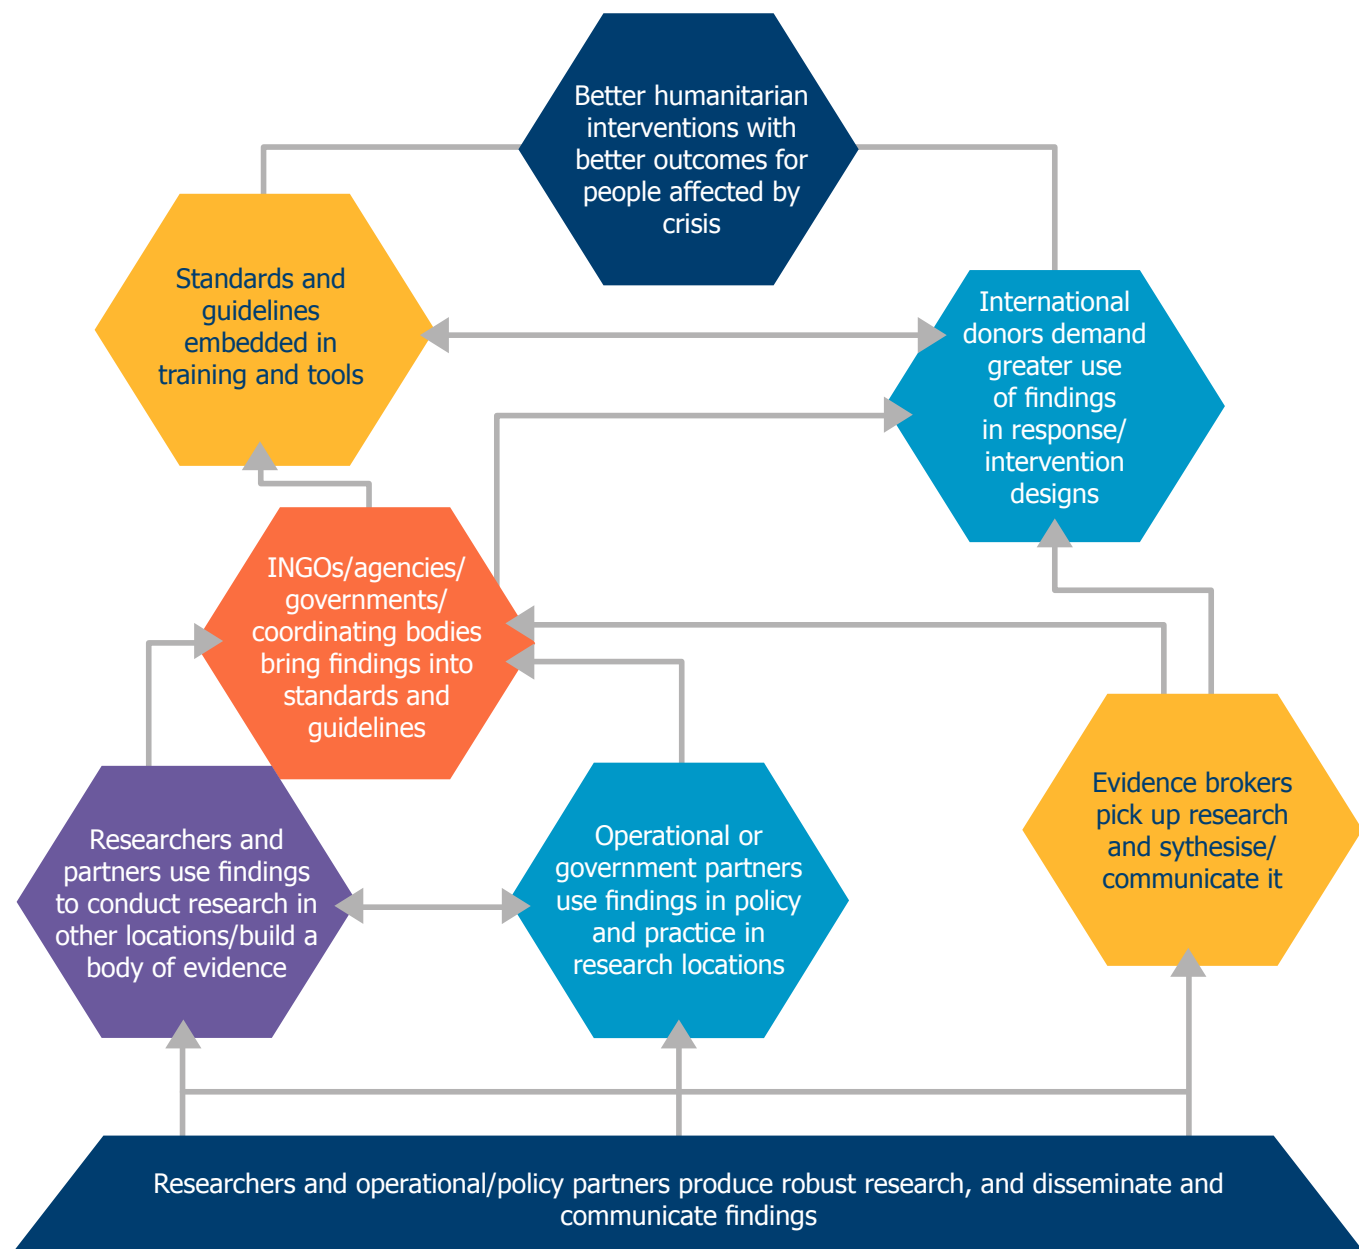 Better humanitarian
interventions with
better outcomes for
people affected by
crisis
Standards and
guidelines
embedded in
training and tools
International
donors demand
greater use
of findings
in response/
intervention
designs
INGOs/agencies/
governments/
coordinating bodies
bring findings into
standards and
guidelines
Researchers and
partners use findings
to conduct research in
other locations/build a
body of evidence
Operational or
government partners
use findings in policy
and practice in
research locations
Evidence brokers
pick up research
and sythesise/
communicate it
Researchers and operational/policy partners produce robust research, and disseminate and
communicate findings